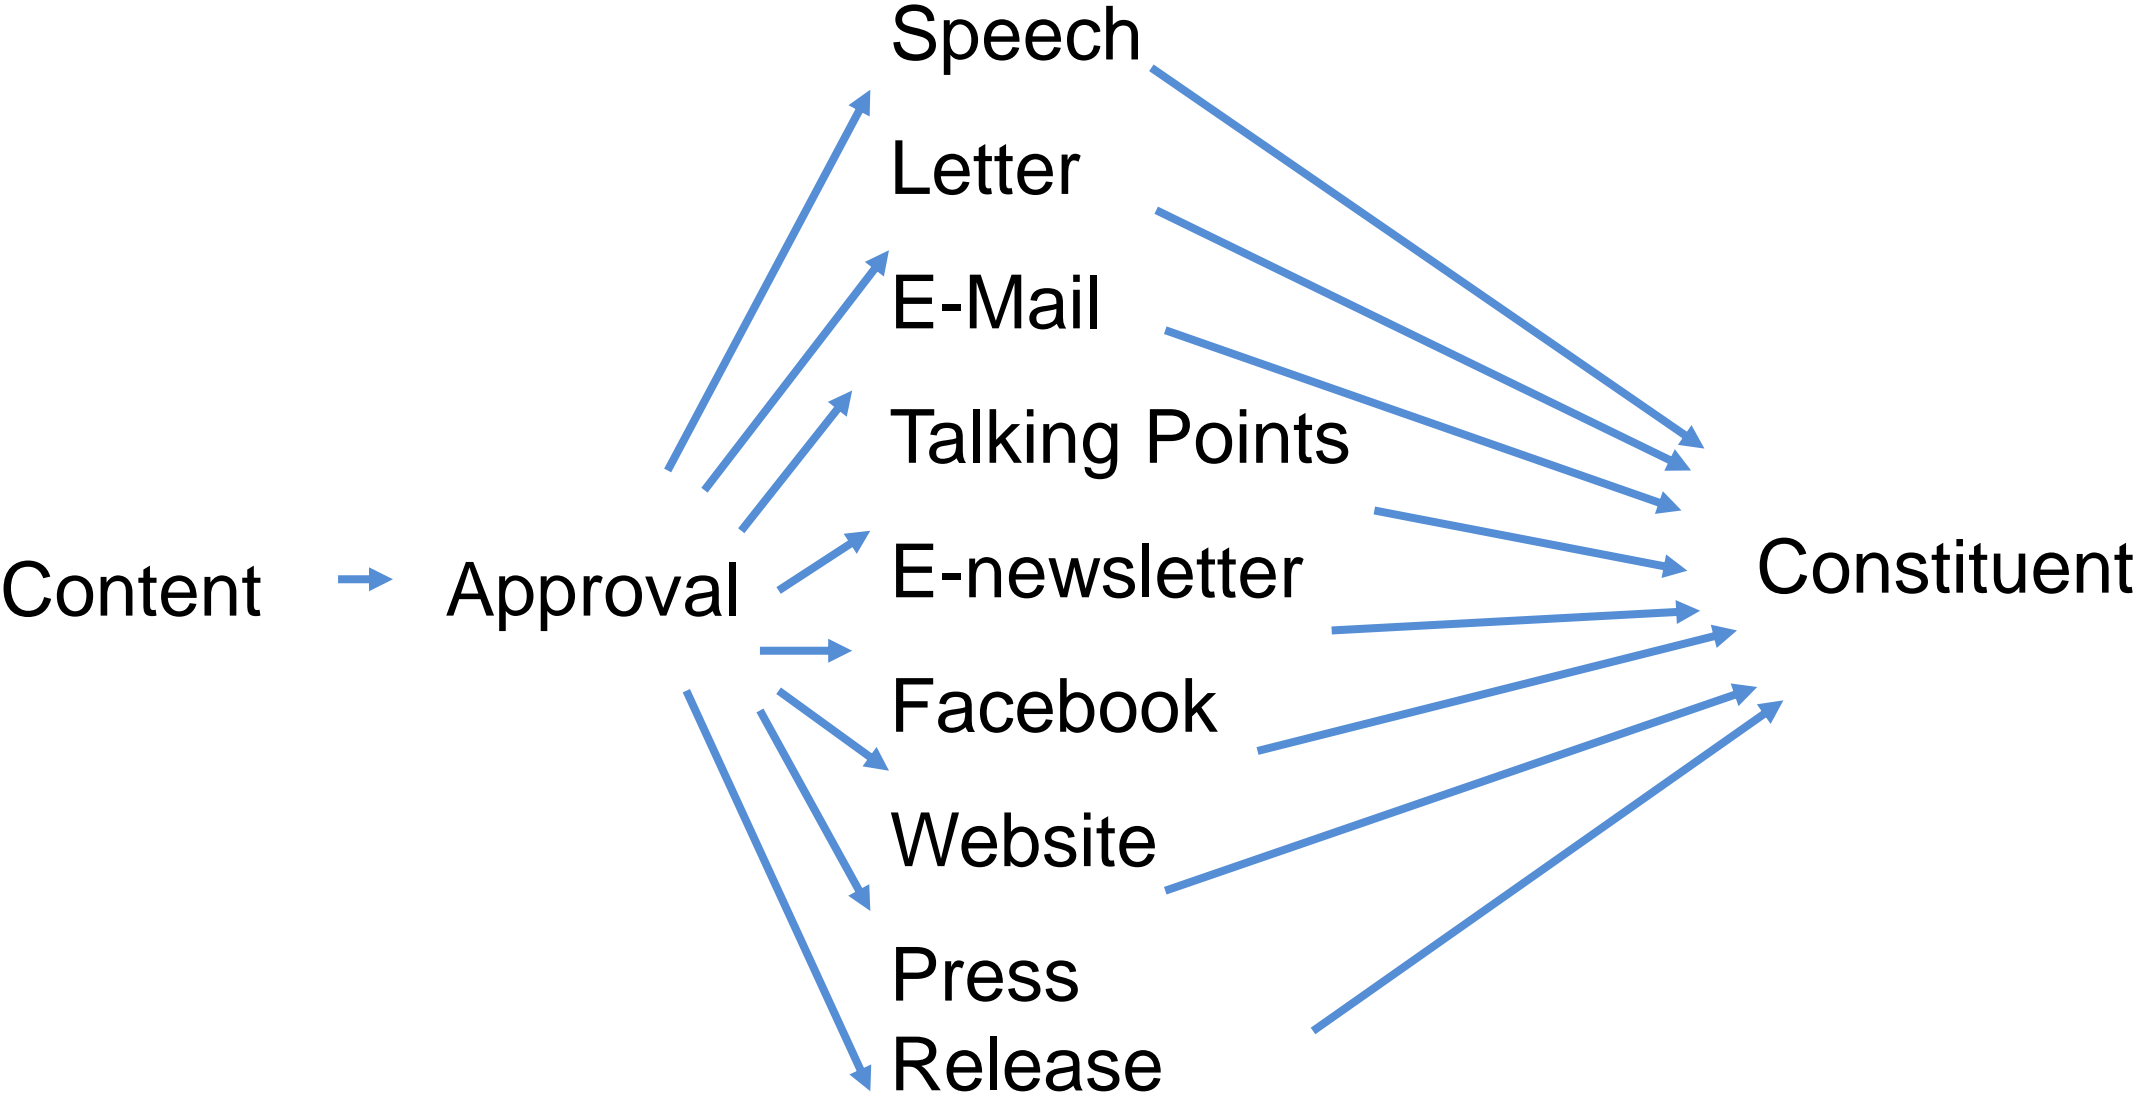 Content
Approval
Speech
Letter
E-Mail
Talking Points
E-newsletter
Facebook
Website
Press
Release
Constituent